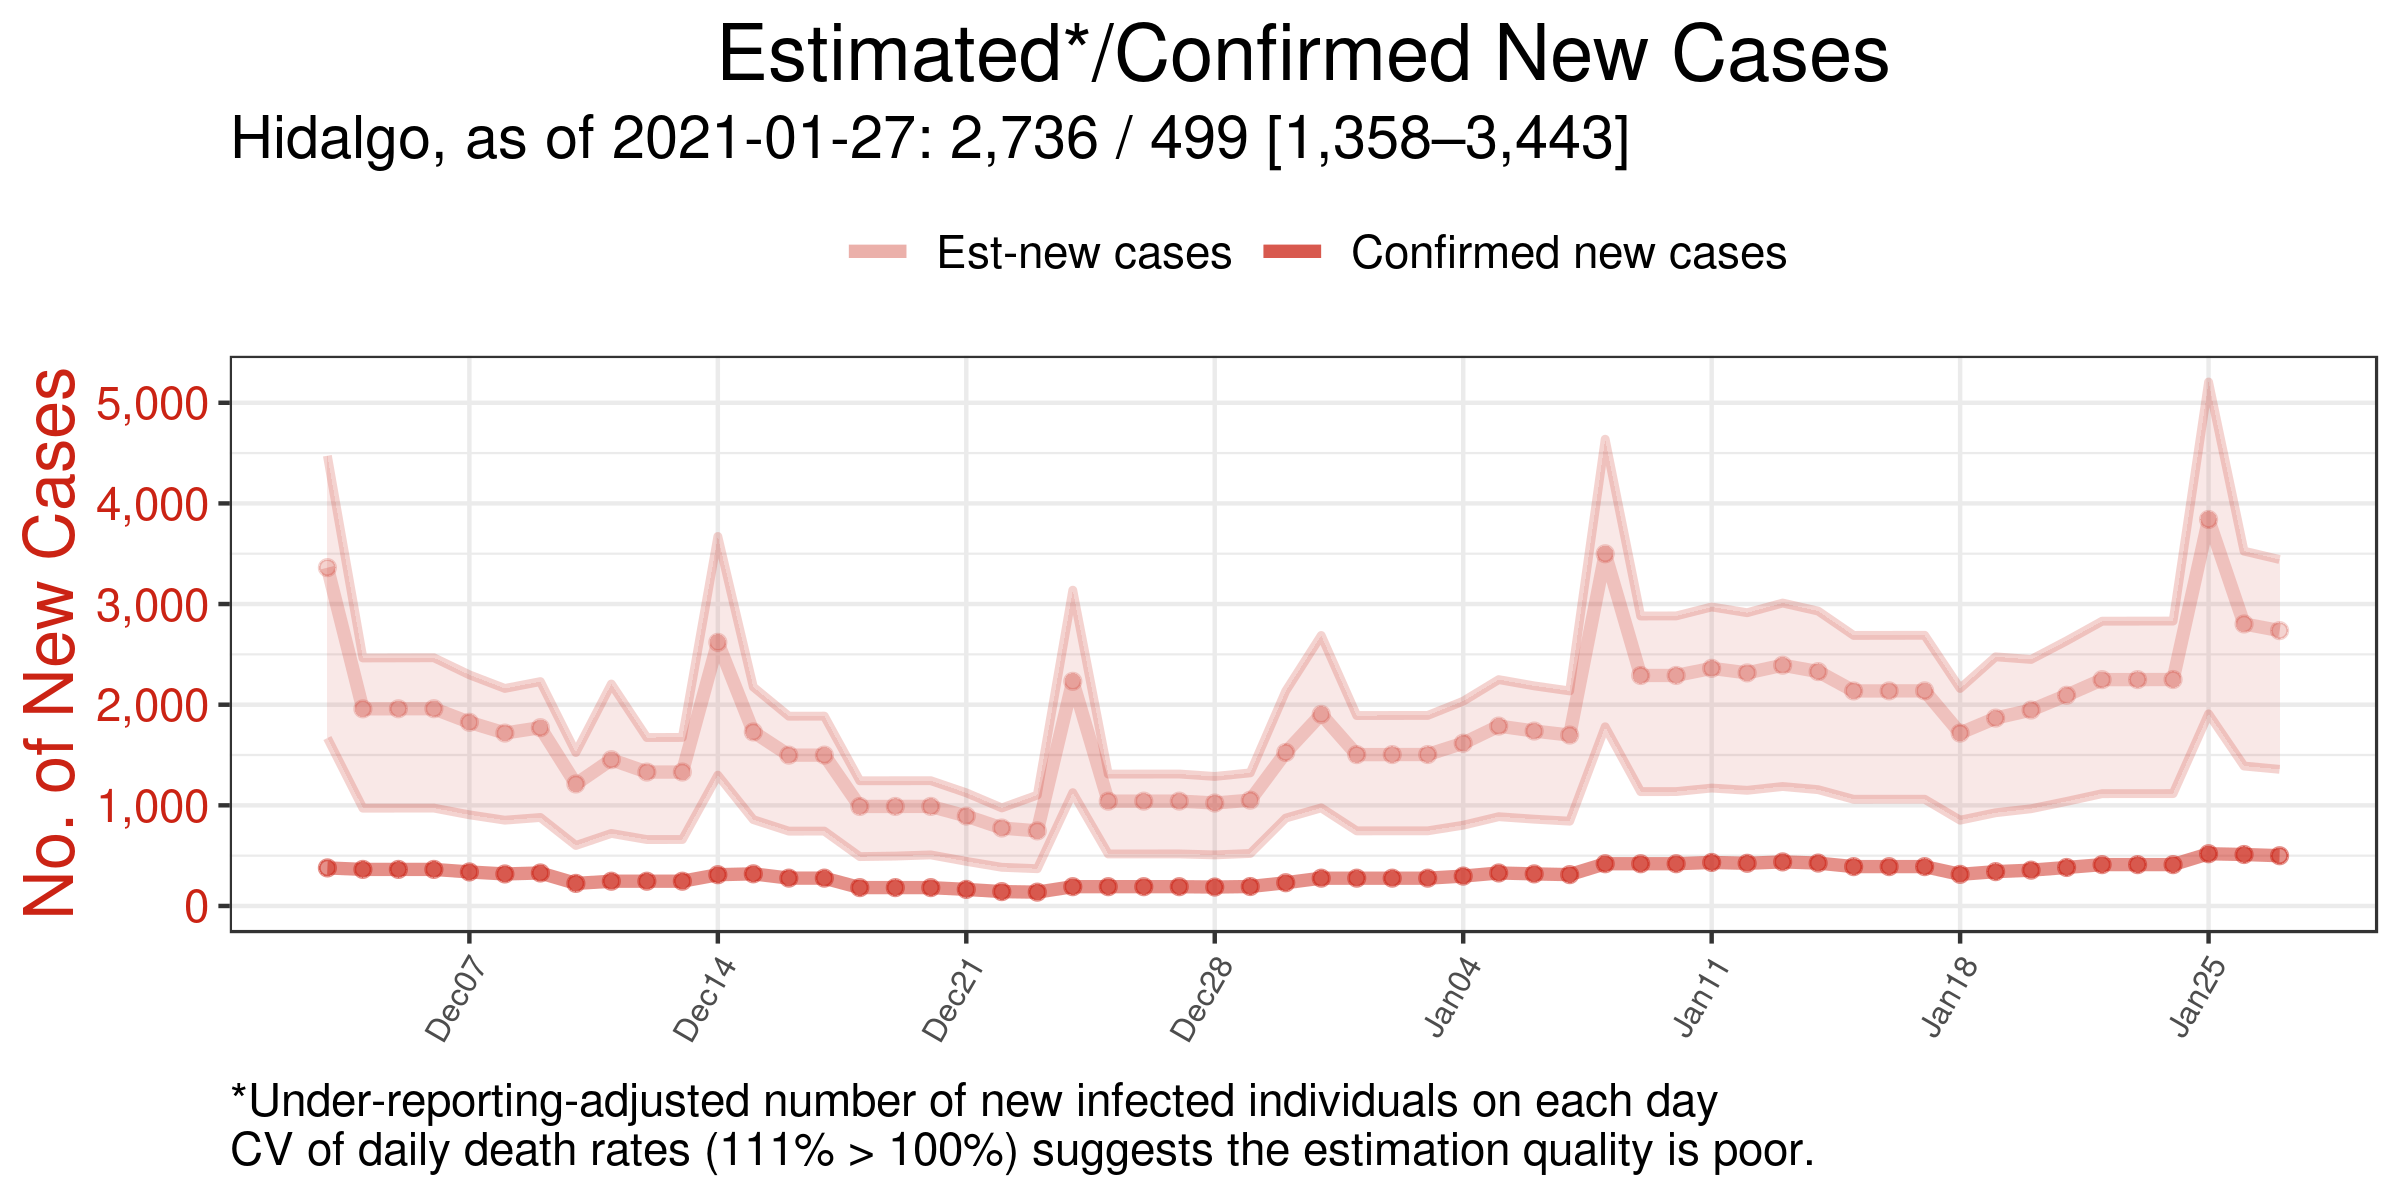 Estimated*/Confirmed New Cases
Hidalgo, as of 2021-01-27: 2,736 / 499 [1,358–3,443]
Est-new cases
Confirmed new cases
No. of New Cases
5,000
4,000
3,000
2,000
1,000
0
Dec07
Dec14
Dec21
Dec28
Jan04
Jan11
Jan18
Jan25
*Under-reporting-adjusted number of new infected individuals on each day
CV of daily death rates (111% > 100%) suggests the estimation quality is poor.